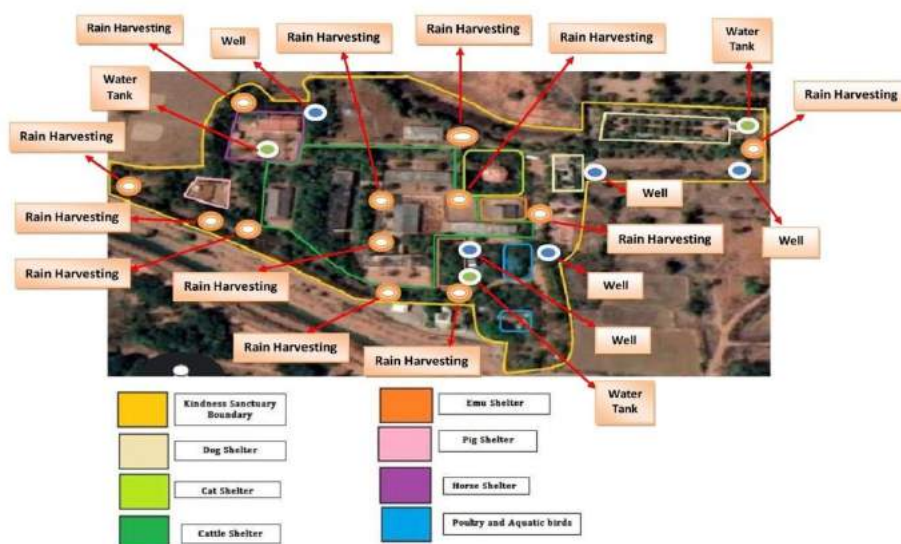 Rain Harvesting
Well
Rain Harvesting
Rain Harvesting
Rain Harvesting
Water
Tank
Water
Tank
Rain Harvesting
Rain Harvesting
Well
Rain Harvesting
Rain Harvesting
Well
Rain Harvesting
Rain Harvesting
Well
Rain Harvesting
Well
Rain Harvesting
Water
Tank
Kindness Sanctuary
Boundary
Emu Shelter
Dog Shelter
Pig Shelter
Cat Shelter
Horse Shelter
Cattle Shelter
Poultry and Aquatic birds